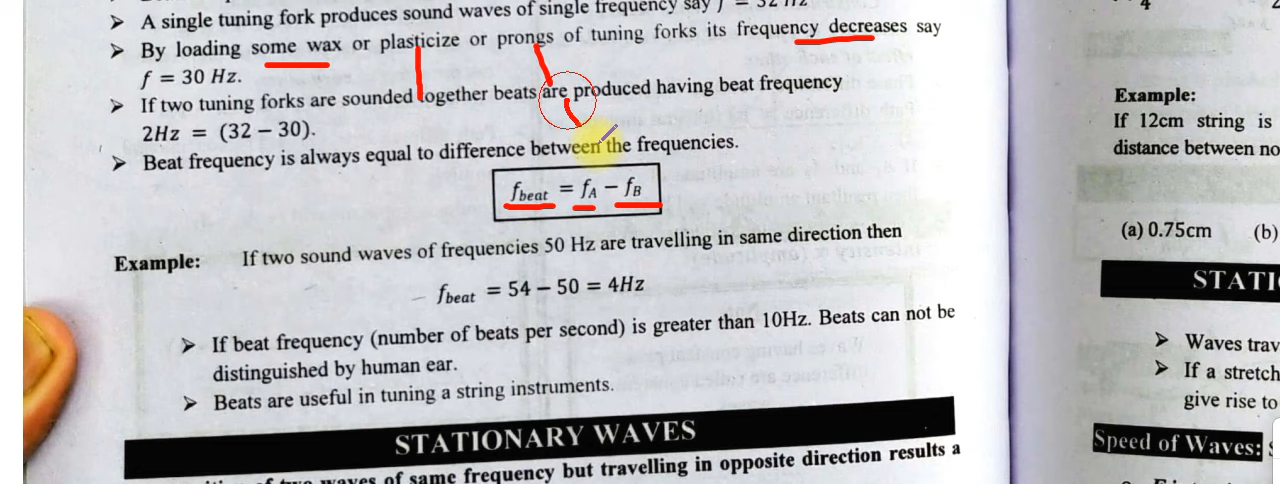 ➤ A single tuning fork produces sound waves of single frequency say f = 32 Hz
➤ By loading some wax or plasticize or prongs of tuning forks its frequency decreases say
f = 30 Hz.
➤ If two tuning forks are sounded together beats are produced having beat frequency
2Hz = (32 – 30).
➤ Beat frequency is always equal to difference between the frequencies.
f_beat = f_A − f_B
Example: If two sound waves of frequencies 50 Hz are travelling in same direction then
f_beat = 54 – 50 = 4Hz
➤ If beat frequency (number of beats per second) is greater than 10Hz. Beats can not be
distinguished by human ear.
➤ Beats are useful in tuning a string instruments.
STATIONARY WAVES
of two waves of same frequency but travelling in opposite direction results a
4
Example:
If 12cm string is
distance between no
(a) 0.75cm (b)
STATI
➤ Waves trav
➤ If a stretch
give rise to
Speed of Waves: